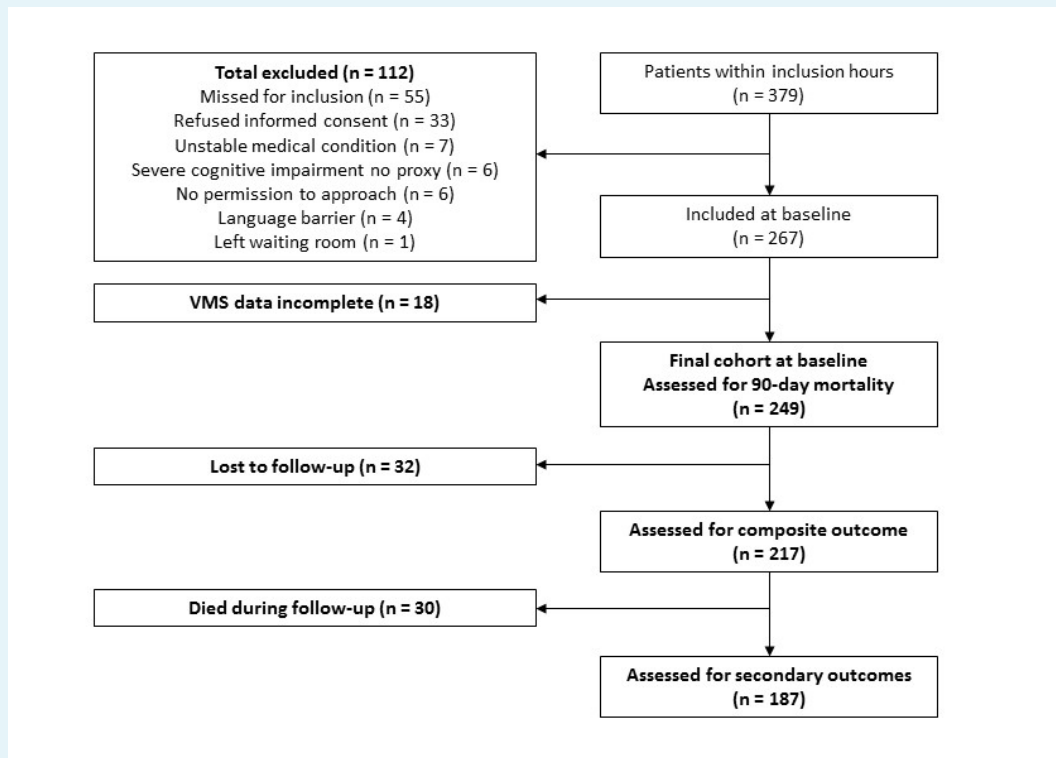 Patients within inclusion hours
(n = 379)
Total excluded (n = 112)
Missed for inclusion (n = 55)
Refused informed consent (n = 33)
Unstable medical condition (n = 7)
Severe cognitive impairment no proxy (n = 6)
No permission to approach (n = 6)
Language barrier (n = 4)
Left waiting room (n = 1)
Included at baseline
(n = 267)
VMS data incomplete (n = 18)
Final cohort at baseline
Assessed for 90-day mortality
(n = 249)
Lost to follow-up (n = 32)
Assessed for composite outcome
(n = 217)
Died during follow-up (n = 30)
Assessed for secondary outcomes
(n = 187)